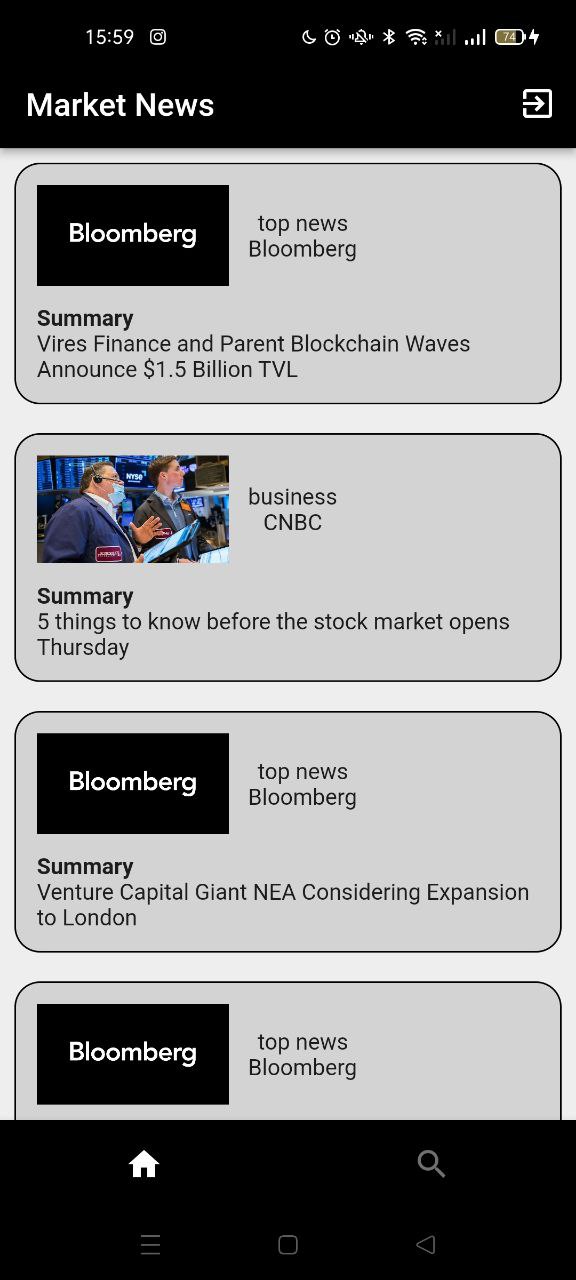 15:59
74
Market News
Bloomberg
top news
Bloomberg
Summary
Vires Finance and Parent Blockchain Waves
Announce $1.5 Billion TVL
NYSE
business
CNBC
Summary
5 things to know before the stock market opens
Thursday
Bloomberg
top news
Bloomberg
Summary
Venture Capital Giant NEA Considering Expansion
to London
Bloomberg
top news
Bloomberg